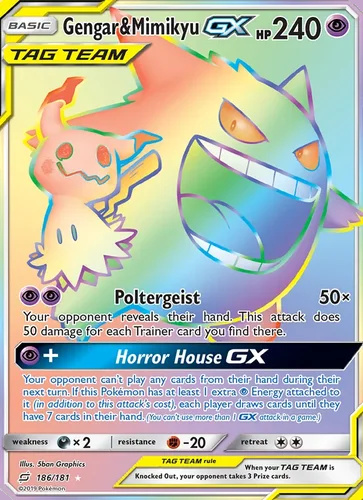 BASIC Gengar&Mimikyu GX HP240
TAG TEAM
Poltergeist 50×
Your opponent reveals their hand. This attack does
50 damage for each Trainer card you find there.
+ Horror House GX
Your opponent can't play any cards from their hand during their
next turn. If this Pokémon has at least 1 extra Energy attached to
it (in addition to this attack's cost), each player draws cards until they
have 7 cards in their hand. (You can't use more than 1 GX attack in a game.)
weakness ×2 resistance -20 retreat
Illus. 5ban Graphics
186/181
©2019 Pokémon
TAG TEAM rule
When your TAG TEAM is
Knocked Out, your opponent takes 3 Prize cards.